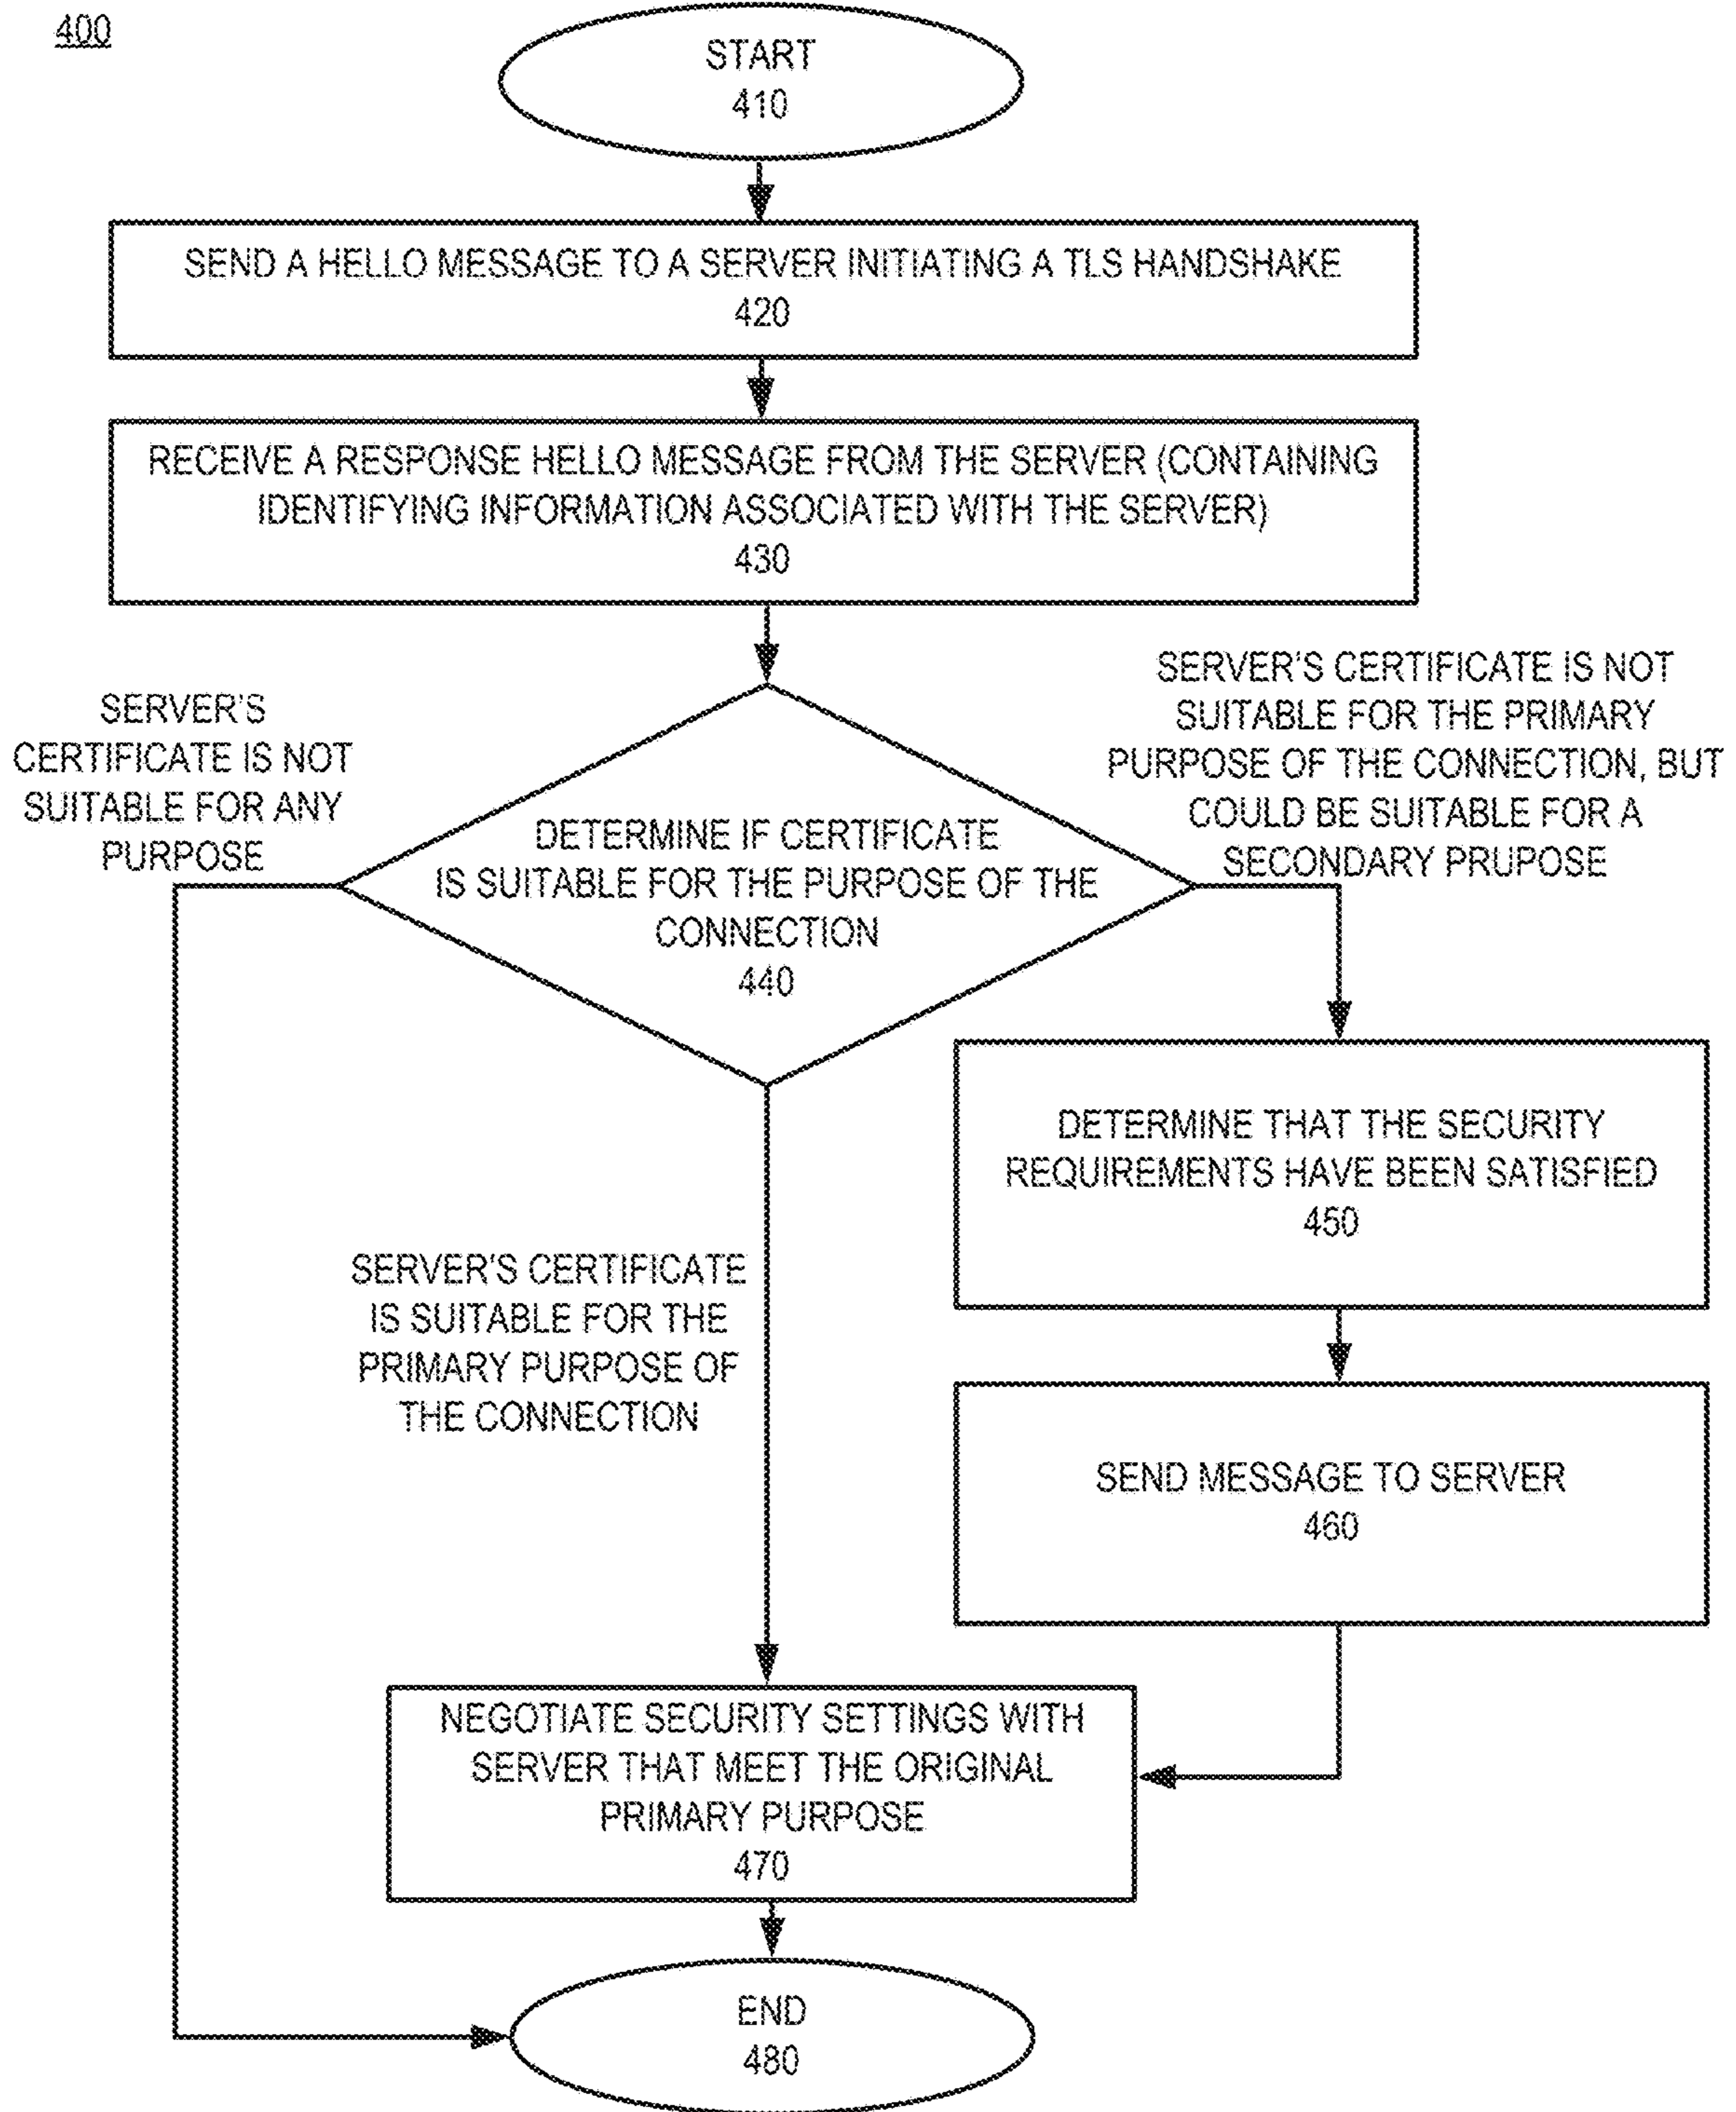 400
START
410
SEND A HELLO MESSAGE TO A SERVER INITIATING A TLS HANDSHAKE
420
RECEIVE A RESPONSE HELLO MESSAGE FROM THE SERVER (CONTAINING
IDENTIFYING INFORMATION ASSOCIATED WITH THE SERVER)
430
SERVER'S
CERTIFICATE IS NOT
SUITABLE FOR ANY
PURPOSE
SERVER'S CERTIFICATE IS NOT
SUITABLE FOR THE PRIMARY
PURPOSE OF THE CONNECTION, BUT
COULD BE SUITABLE FOR A
SECONDARY PRUPOSE
DETERMINE IF CERTIFICATE
IS SUITABLE FOR THE PURPOSE OF THE
CONNECTION
440
DETERMINE THAT THE SECURITY
REQUIREMENTS HAVE BEEN SATISFIED
450
SERVER'S CERTIFICATE
IS SUITABLE FOR THE
PRIMARY PURPOSE OF
THE CONNECTION
SEND MESSAGE TO SERVER
460
NEGOTIATE SECURITY SETTINGS WITH
SERVER THAT MEET THE ORIGINAL
PRIMARY PURPOSE
470
END
480